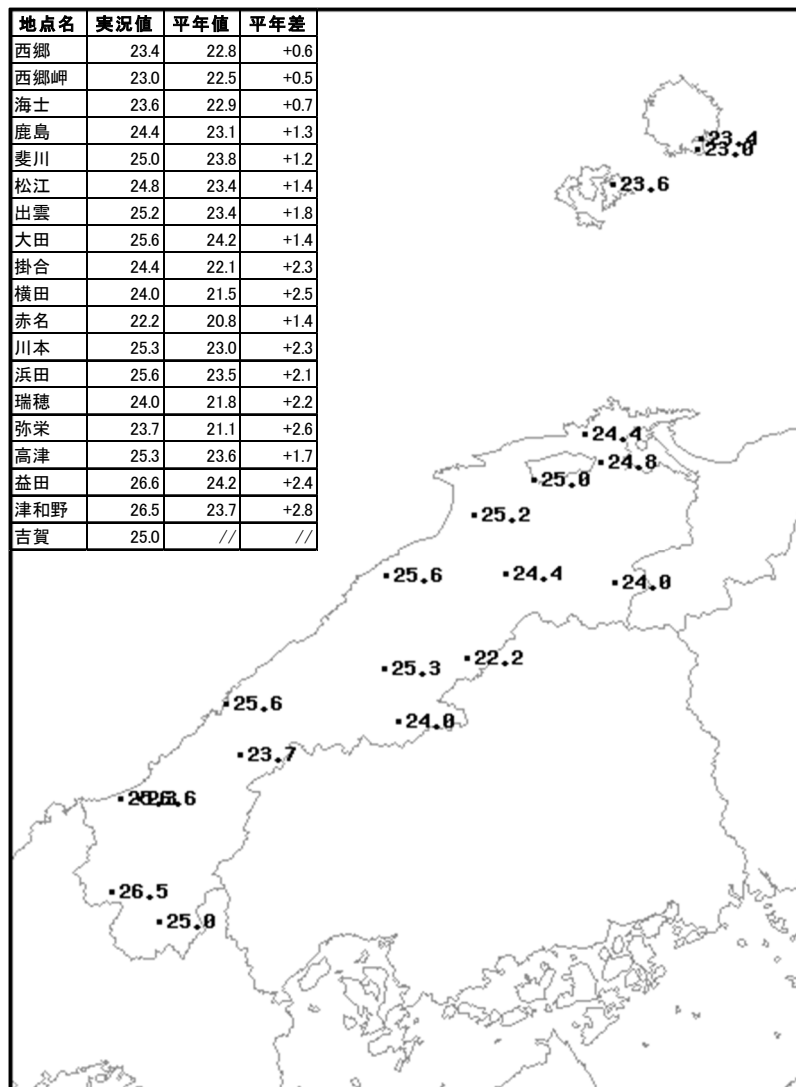 地点名 実況値 平年値 平年差
西郷 23.4 22.8 +0.6
西郷岬 23.0 22.5 +0.5
海士 23.6 22.9 +0.7
鹿島 24.4 23.1 +1.3
斐川 25.0 23.8 +1.2
松江 24.8 23.4 +1.4
出雲 25.2 23.4 +1.8
大田 25.6 24.2 +1.4
掛合 24.4 22.1 +2.3
横田 24.0 21.5 +2.5
赤名 22.2 20.8 +1.4
川本 25.3 23.0 +2.3
浜田 25.6 23.5 +2.1
瑞穂 24.0 21.8 +2.2
弥栄 23.7 21.1 +2.6
高津 25.3 23.6 +1.7
益田 26.6 24.2 +2.4
津和野 26.5 23.7 +2.8
吉賀 25.0 // //
23.4
23.0
23.6
24.4
24.8
25.0
25.2
25.6
24.4
24.0
22.2
25.3
25.6
24.0
23.7
26.5
25.0